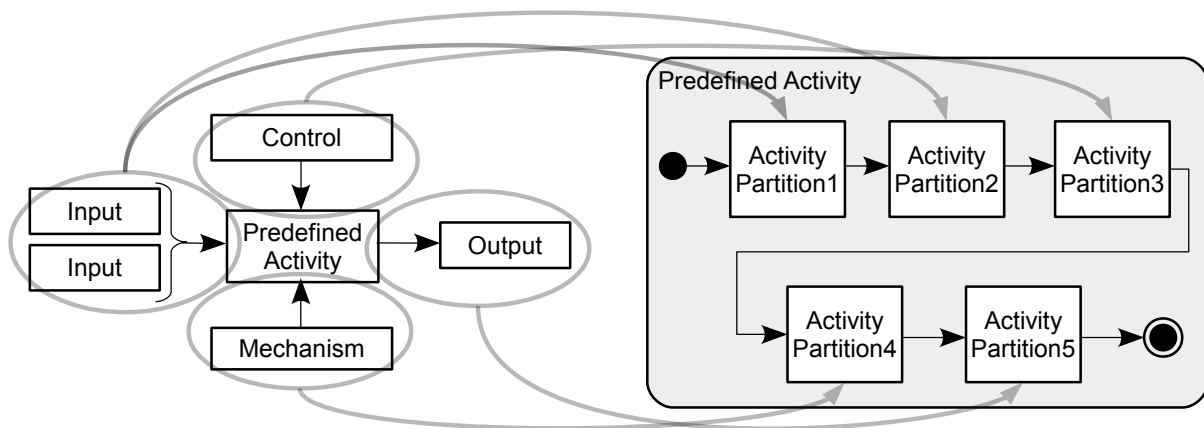 Control
Input
Input
Predefined
Activity
Output
Mechanism
Predefined Activity
Activity
Partition1
Activity
Partition2
Activity
Partition3
Activity
Partition4
Activity
Partition5